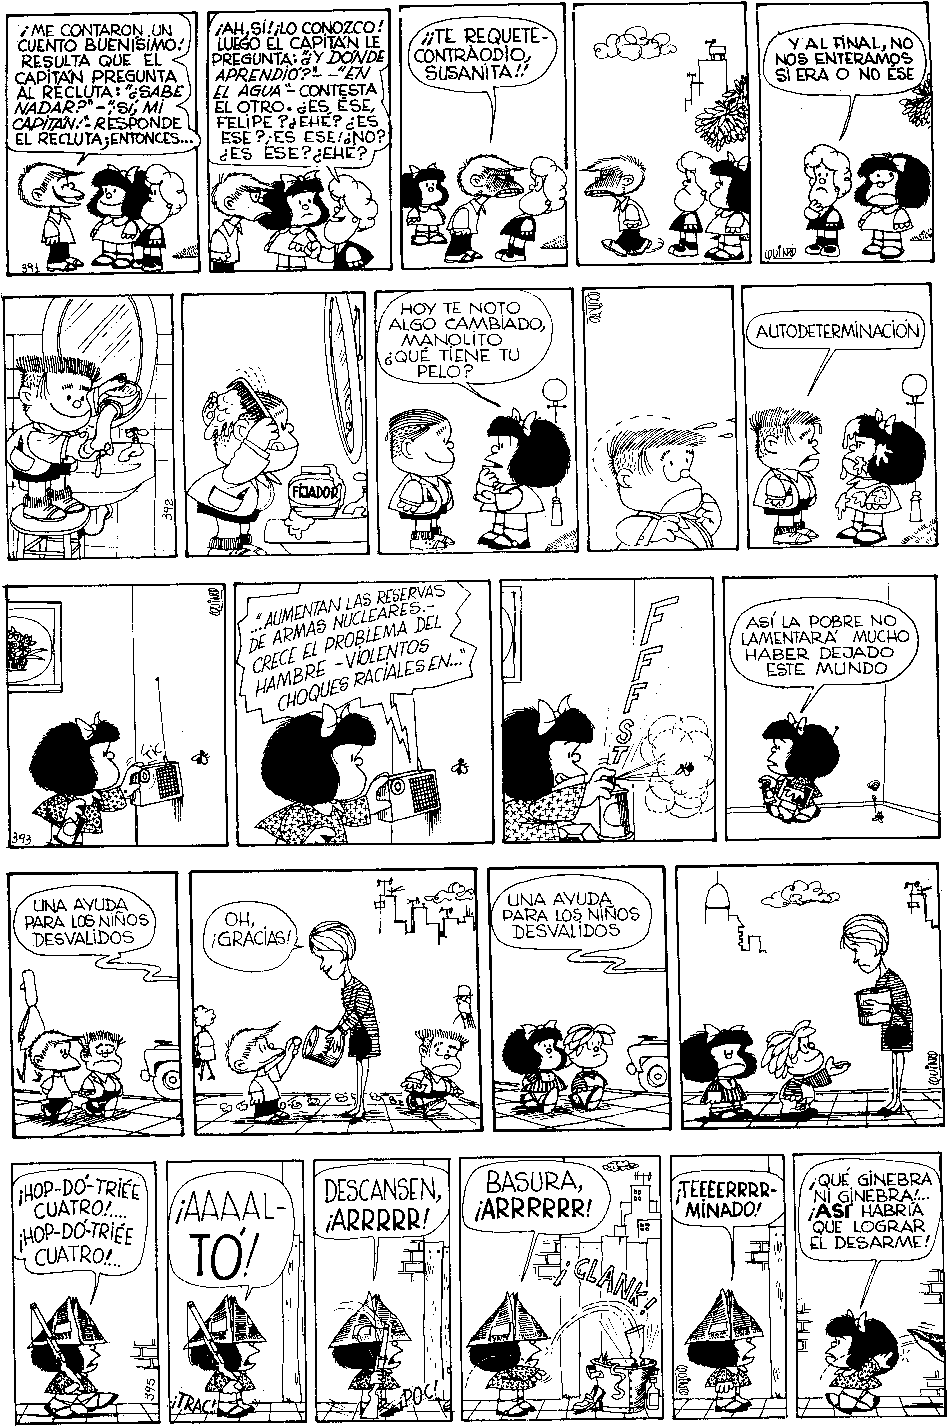 ¡ME CONTARON UN
CUENTO BUENÍSIMO!
RESULTA QUE EL
CAPITÁN PREGUNTA
AL RECLUTA: "¿SABE
NADAR?"-"SÍ, MI
CAPITÁN." RESPONDE
EL RECLUTA; ENTONCES...
391
¡AH, SÍ! ¡LO CONOZCO!
LUEGO EL CAPITÁN LE
PREGUNTA: ¿Y DÓNDE
APRENDIÓ?"-"EN
EL AGUA"- CONTESTA
EL OTRO. ¿ES ÉSE,
FELIPE? ¿EHÉ? ¿ES
ESE? ¿ES ESE! ¿NO?
¿ES ÉSE? ¿EHÉ?
¡¡TE REQUETE-
CONTRAODIO,
SUSANITA!!
Y AL FINAL, NO
NOS ENTERAMOS
SI ERA O NO ÉSE
QUINO
392
FIJADOR
HOY TE NOTO
ALGO CAMBIADO,
MANOLITO
¿QUÉ TIENE TU
PELO?
QUINO
AUTODETERMINACIÓN
393
QUINO
..."AUMENTAN LAS RESERVAS
DE ARMAS NUCLEARES.-
CRECE EL PROBLEMA DEL
HAMBRE -VIOLENTOS
CHOQUES RACIALES EN..."
FFFFST
ASÍ LA POBRE NO
LAMENTARÁ MUCHO
HABER DEJADO
ESTE MUNDO
UNA AYUDA
PARA LOS NIÑOS
DESVALIDOS
OH,
¡GRACIAS!
UNA AYUDA
PARA LOS NIÑOS
DESVALIDOS
QUINO
¡HOP-DÓ-TRIÉE
CUATRO!...
¡HOP-DÓ-TRIÉE
CUATRO!...
395
¡AAAAL-
TÓ!
¡TRAC!
DESCANSEN,
¡ARRRRR!
¡POC!
BASURA,
¡ARRRRRR!
¡CLANK!
¡TEEEERRRR-
MINADO!
QUINO
¡QUÉ GINEBRA
NI GINEBRA!..
¡ASÍ HABRÍA
QUE LOGRAR
EL DESARME!